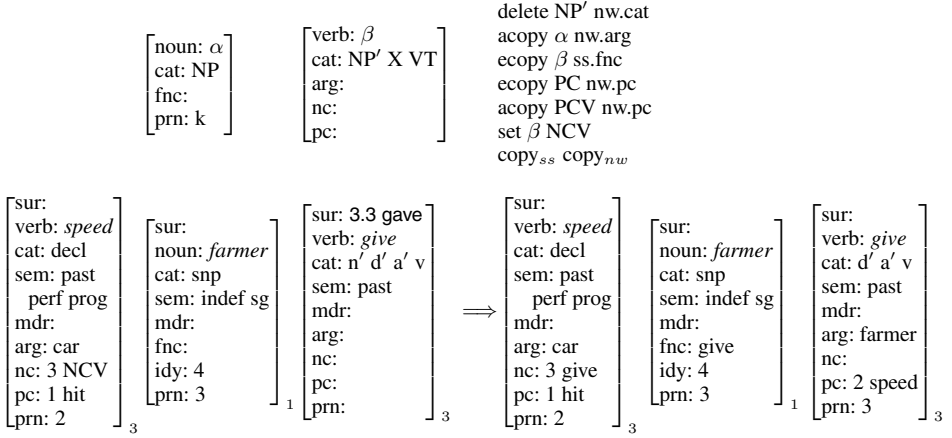 [noun: α
cat: NP
fnc:
prn: k]
[verb: β
cat: NP′ X VT
arg:
nc:
pc:]
delete NP′ nw.cat
acopy α nw.arg
ecopy β ss.fnc
ecopy PC nw.pc
acopy PCV nw.pc
set β NCV
copy_ss copy_nw
[sur:
verb: speed
cat: decl
sem: past
perf prog
mdr:
arg: car
nc: 3 NCV
pc: 1 hit
prn: 2]_3
[sur:
noun: farmer
cat: snp
sem: indef sg
mdr:
fnc:
idy: 4
prn: 3]_1
[sur: 3.3 gave
verb: give
cat: n′ d′ a′ v
sem: past
mdr:
arg:
nc:
pc:
prn:]_3
⟹
[sur:
verb: speed
cat: decl
sem: past
perf prog
mdr:
arg: car
nc: 3 give
pc: 1 hit
prn: 2]_3
[sur:
noun: farmer
cat: snp
sem: indef sg
mdr:
fnc: give
idy: 4
prn: 3]_1
[sur:
verb: give
cat: d′ a′ v
sem: past
mdr:
arg: farmer
nc:
pc: 2 speed
prn: 3]_3